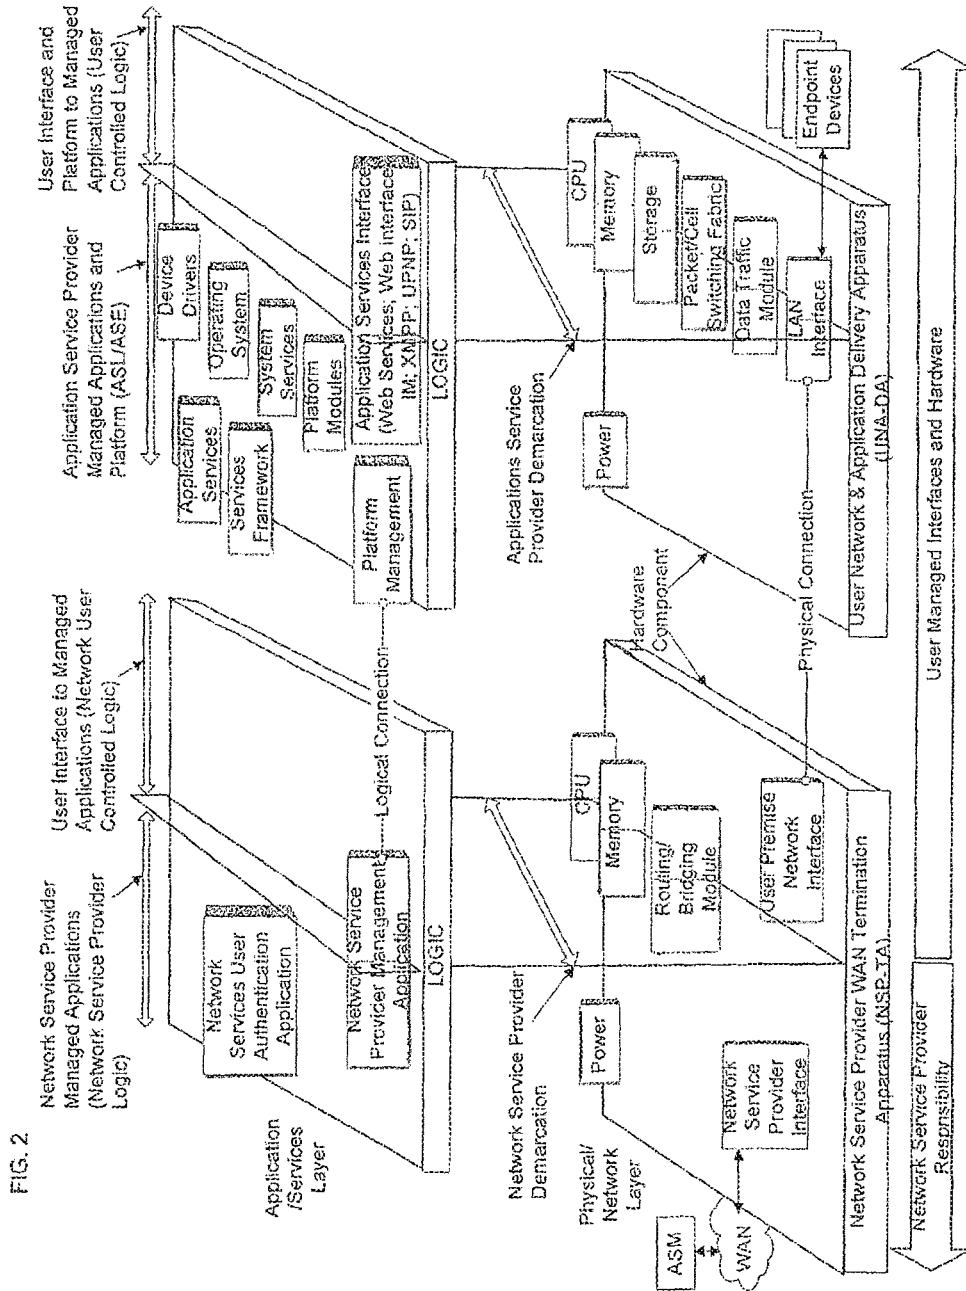 FIG. 2
Network Service Provider
Managed Applications
(Network Service Provider
Logic)
User Interface to Managed
Applications (Network User
Controlled Logic)
Application Service Provider
Managed Applications and
Platform (ASL/ASE)
User Interface and
Platform to Managed
Applications (User
Controlled Logic)
Application
/Services
Layer
Network
Services User
Authentication
Application
Network Service
Provicer Management
Application
LOGIC
Logical Connection
Application
Services
Services
Framework
Platform
Management
Device
Drivers
Operating
System
System
Services
Platform
Modules
Application Services Interface
(Web Services; Web interface
IM; XMPP; UPNP; SIP)
LOGIC
Network Service Provider
Demarcation
Applications Service
Provider Demarcation
Physical/
Network
Layer
ASM
WAN
Network
Service
Provider
Interface
Power
CPU
Memory
Routing/
Bridging
Module
User Premise
Network
Interface
Hardware
Component
Physical Connection
Power
CPU
Memory
Storage
Packet/Cell
Switching Fabric
Data Traffic
Module
LAN
Interface
Endpoint
Devices
Network Service Provider WAN Termination
Apparatus (NSP-TA)
User Network & Application Delivery Apparatus
(UNA-DA)
Network Service Provider
Respnsibility
User Managed Interfaces and Hardware